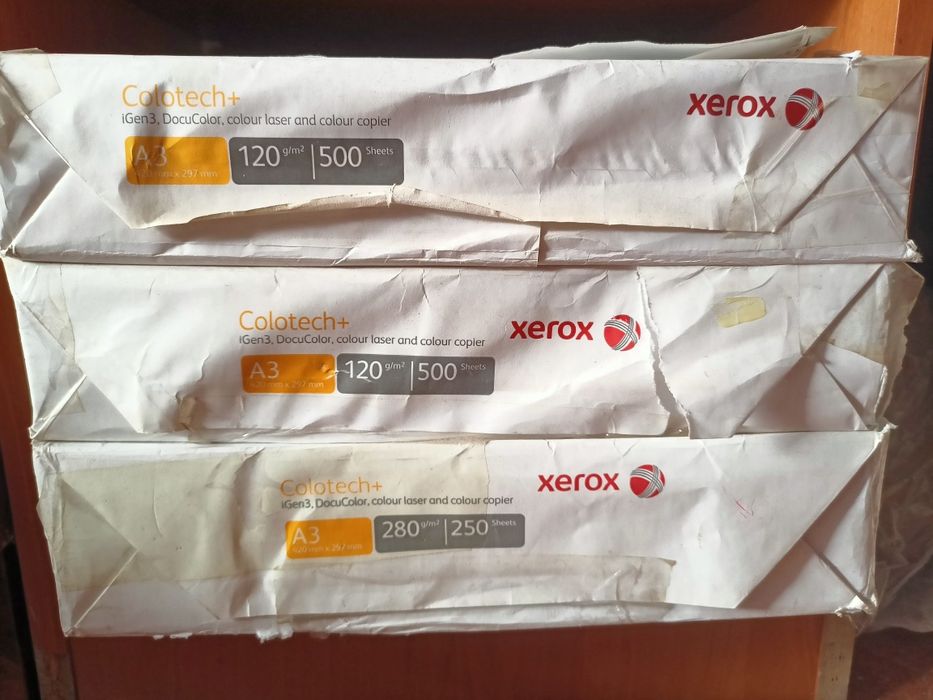 Colotech+
xerox
iGen3, DocuColor, colour laser and colour copier
A3 120 g/m² 500 Sheets
420 mm x 297 mm
Colotech+
xerox
iGen3, DocuColor, colour laser and colour copier
A3 120 g/m² 500 Sheets
420 mm x 297 mm
xerox
Colotech+
iGen3, DocuColor, colour laser and colour copier
A3 280 g/m² 250 Sheets
420 mm x 297 mm